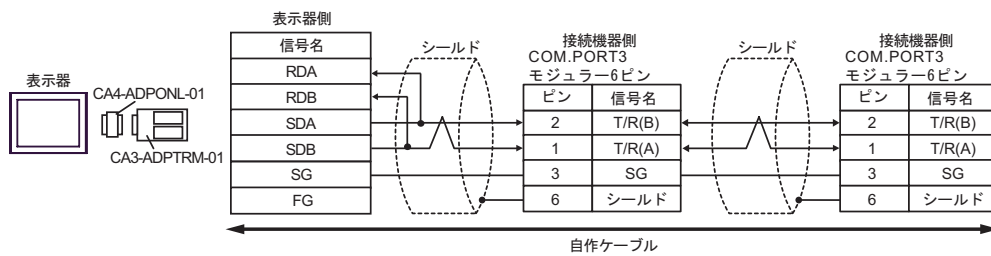 表示器
CA4-ADPONL-01
CA3-ADPTRM-01
表示器側
信号名
RDA
RDB
SDA
SDB
SG
FG
シールド
接続機器側
COM.PORT3
モジュラー6ピン
ピン 信号名
2 T/R(B)
1 T/R(A)
3 SG
6 シールド
シールド
接続機器側
COM.PORT3
モジュラー6ピン
ピン 信号名
2 T/R(B)
1 T/R(A)
3 SG
6 シールド
自作ケーブル